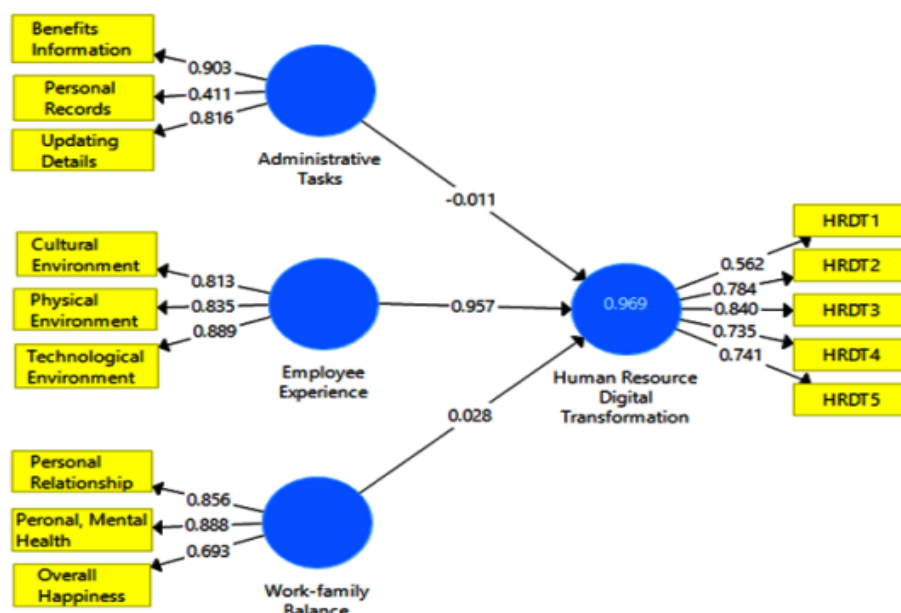 Benefits
Information
0.903
Personal
Records
0.411
Updating
Details
0.816
Administrative
Tasks
-0.011
Cultural
Environment
0.813
Physical
Environment
0.835
Technological
Environment
0.889
Employee
Experience
0.957
Personal
Relationship
0.856
Peronal, Mental
Health
0.888
Overall
Happiness
0.693
Work-family
Balance
0.028
0.969
Human Resource
Digital
Transformation
HRDT1
0.562
HRDT2
0.784
HRDT3
0.840
HRDT4
0.735
HRDT5
0.741